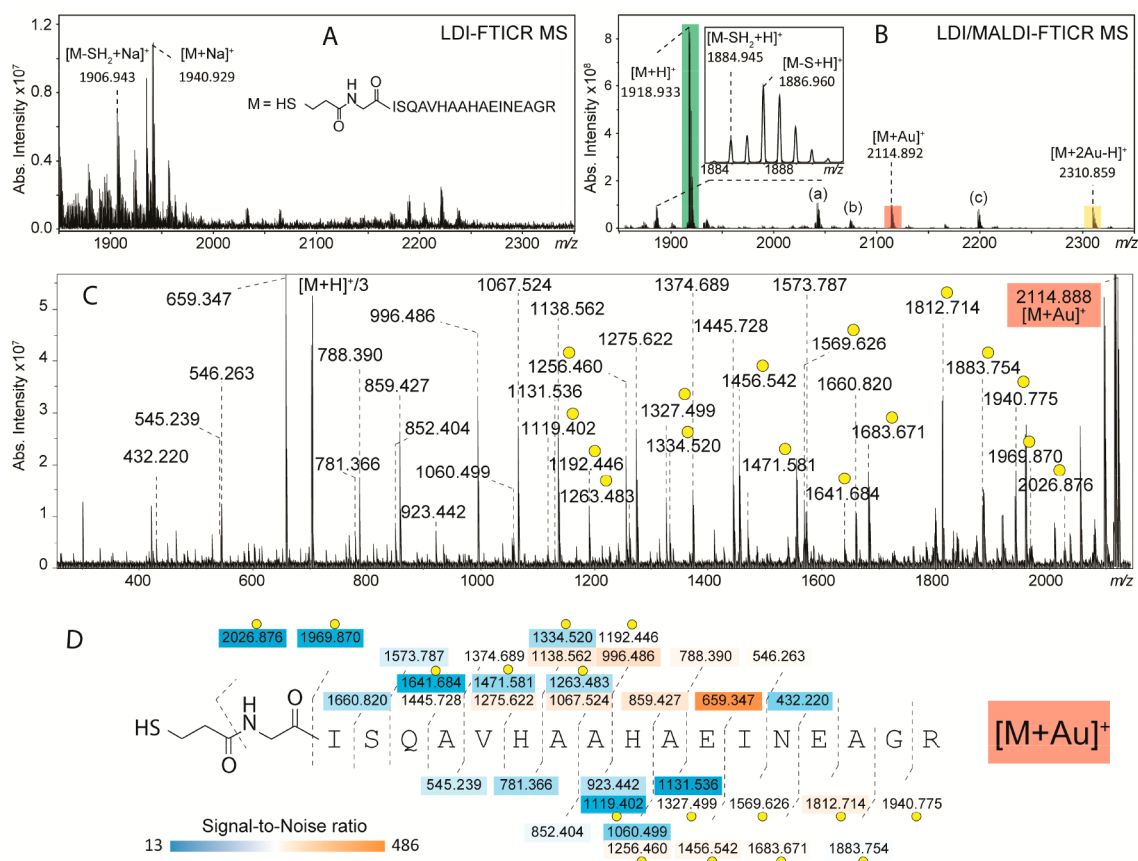 A
LDI-FTICR MS
Abs. Intensity x10⁷
1.2
0.8
0.4
0.0
[M-SH₂+Na]⁺
1906.943
[M+Na]⁺
1940.929
M = HS
H
N
O
O
ISQAVHAAHAEINEAGR
1900
2000
2100
2200
2300
m/z
B
LDI/MALDI-FTICR MS
Abs. Intensity x10⁸
8
6
4
2
0
[M+H]⁺
1918.933
[M-SH₂+H]⁺
1884.945
[M-S+H]⁺
1886.960
1884
1888
m/z
(a)
(b)
[M+Au]⁺
2114.892
(c)
[M+2Au-H]⁺
2310.859
1900
2000
2100
2200
2300
m/z
C
Abs. Intensity x10⁷
5
4
3
2
1
0
659.347
[M+H]⁺/3
1067.524
1374.689
1573.787
1812.714
2114.888
[M+Au]⁺
996.486
1138.562
1445.728
1569.626
788.390
1275.622
1883.754
546.263
859.427
1256.460
1456.542
1660.820
1940.775
1131.536
1327.499
545.239
852.404
1119.402
1334.520
1683.671
432.220
781.366
1060.499
1192.446
1471.581
1969.870
923.442
1263.483
1641.684
2026.876
400
600
800
1000
1200
1400
1600
1800
2000
m/z
D
2026.876
1969.870
1334.520
1192.446
1573.787
1374.689
1138.562
996.486
788.390
546.263
1641.684
1471.581
1263.483
1660.820
1445.728
1275.622
1067.524
859.427
659.347
432.220
HS
H
N
O
O
I S Q A V H A A H A E I N E A G R
[M+Au]⁺
545.239
781.366
923.442
1131.536
1119.402
1327.499
1569.626
1812.714
1940.775
852.404
1060.499
1256.460
1456.542
1683.671
1883.754
Signal-to-Noise ratio
13
486